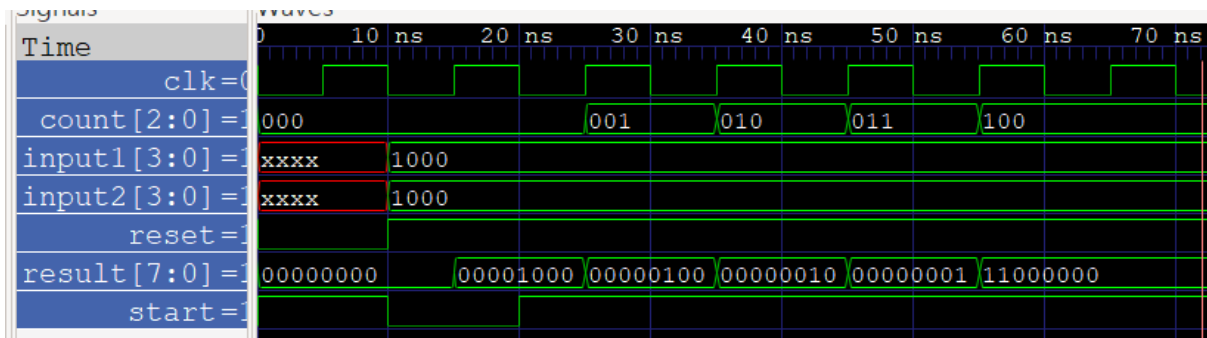 Signals Waves
Time 0 10 ns 20 ns 30 ns 40 ns 50 ns 60 ns 70 ns
clk=0
count[2:0]=1 000 001 010 011 100
input1[3:0]=1 xxxx 1000
input2[3:0]=1 xxxx 1000
reset=1
result[7:0]=1 00000000 00001000 00000100 00000010 00000001 11000000
start=1